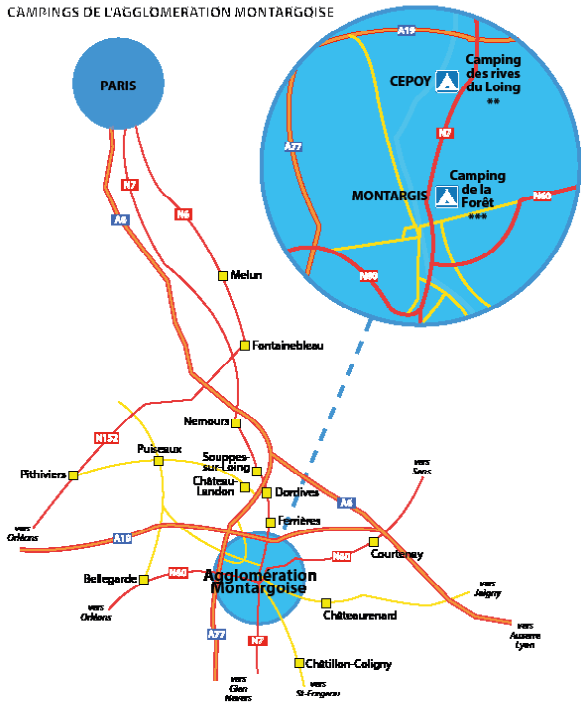 CAMPINGS DE L'AGGLOMERATION MONTARGOISE
PARIS
A19
CEPOY
Camping
des rives
du Loing
**
A77
N7
MONTARGIS
Camping
de la
Forêt
***
N60
N60
N7
N6
A6
Melun
Fontainebleau
Nemours
N152
Puiseaux
Pithiviers
Souppes-
sur-Loing
Château-
Landon
Dordives
Ferrières
vers
Sens
A6
vers
Orléans
A19
N60
Courtenay
Bellegarde
N60
Agglomération
Montargoise
vers
Orléans
Châteaurenard
vers
Joigny
A77
N7
vers
Auxerre
Lyon
Châtillon-Coligny
vers
Gien
Nevers
vers
St-Fargeau